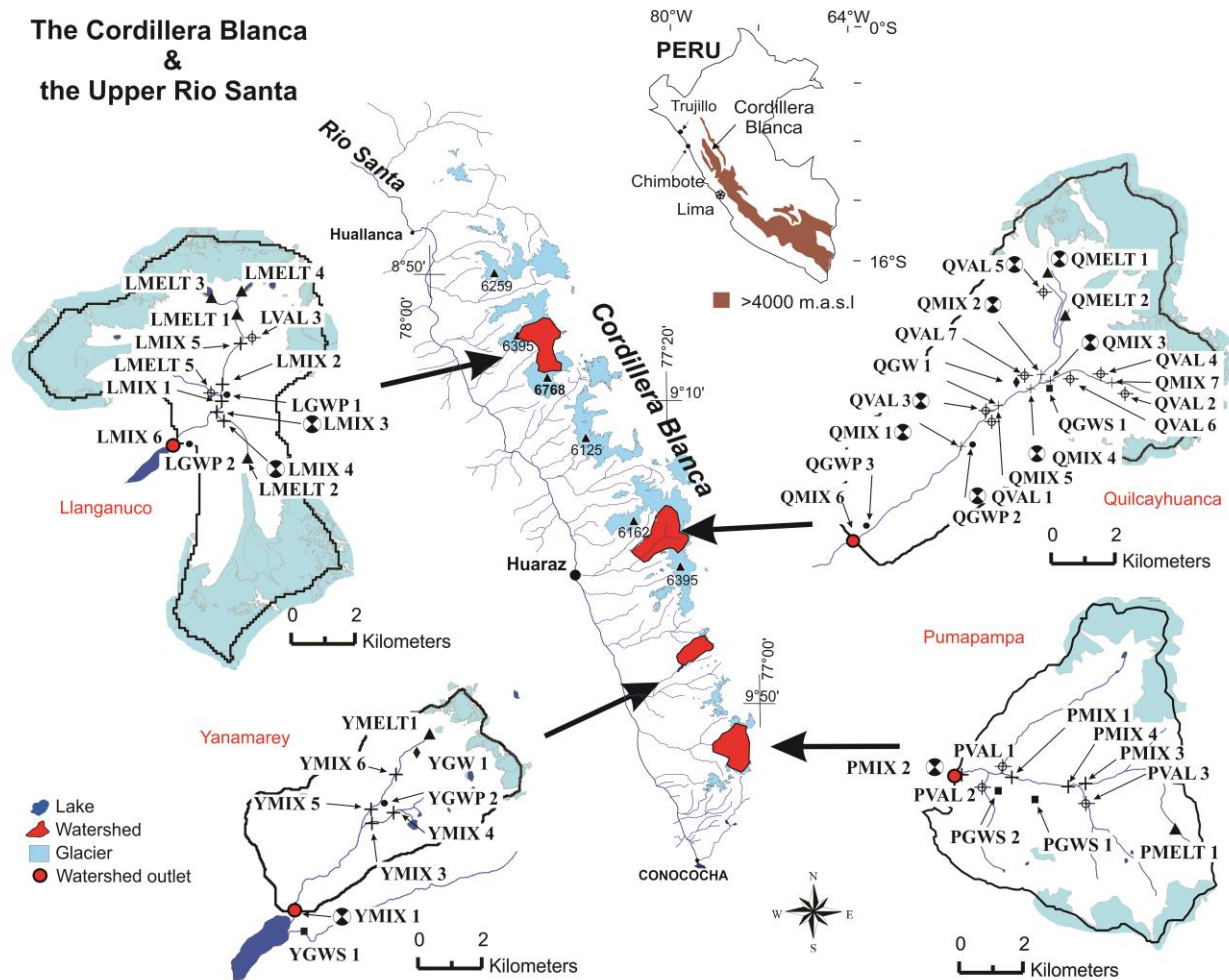 The Cordillera Blanca
&
the Upper Rio Santa
80°W
64°W
0°S
PERU
Trujillo
Cordillera
Blanca
Chimbote
Lima
16°S
>4000 m.a.s.l
Rio Santa
Huallanca
8°50'
78°00'
6259
6395
6768
Cordillera Blanca
77°20'
9°10'
6125
6162
Huaraz
6395
77°00'
9°50'
CONOCOCHA
N
W
E
S
LMELT 4
LMELT 3
LMELT 1
LVAL 3
LMIX 5
LMIX 2
LMELT 5
LMIX 1
LGWP 1
LMIX 3
LMIX 6
LGWP 2
LMIX 4
LMELT 2
Llanganuco
0 2
Kilometers
QVAL 5
QMELT 1
QMIX 2
QMELT 2
QVAL 7
QMIX 3
QGW 1
QVAL 4
QMIX 7
QVAL 3
QVAL 2
QGWS 1
QVAL 6
QMIX 1
QMIX 4
QGWP 3
QMIX 5
QMIX 6
QVAL 1
QGWP 2
Quilcayhuanca
0 2
Kilometers
Yanamarey
YMELT1
YGW 1
YMIX 6
YGWP 2
YMIX 5
YMIX 4
YMIX 3
YMIX 1
YGWS 1
0 2
Kilometers
Pumapampa
PMIX 1
PVAL 1
PMIX 4
PMIX 3
PMIX 2
PVAL 3
PVAL 2
PGWS 2
PGWS 1
PMELT 1
0 2
Kilometers
Lake
Watershed
Glacier
Watershed outlet